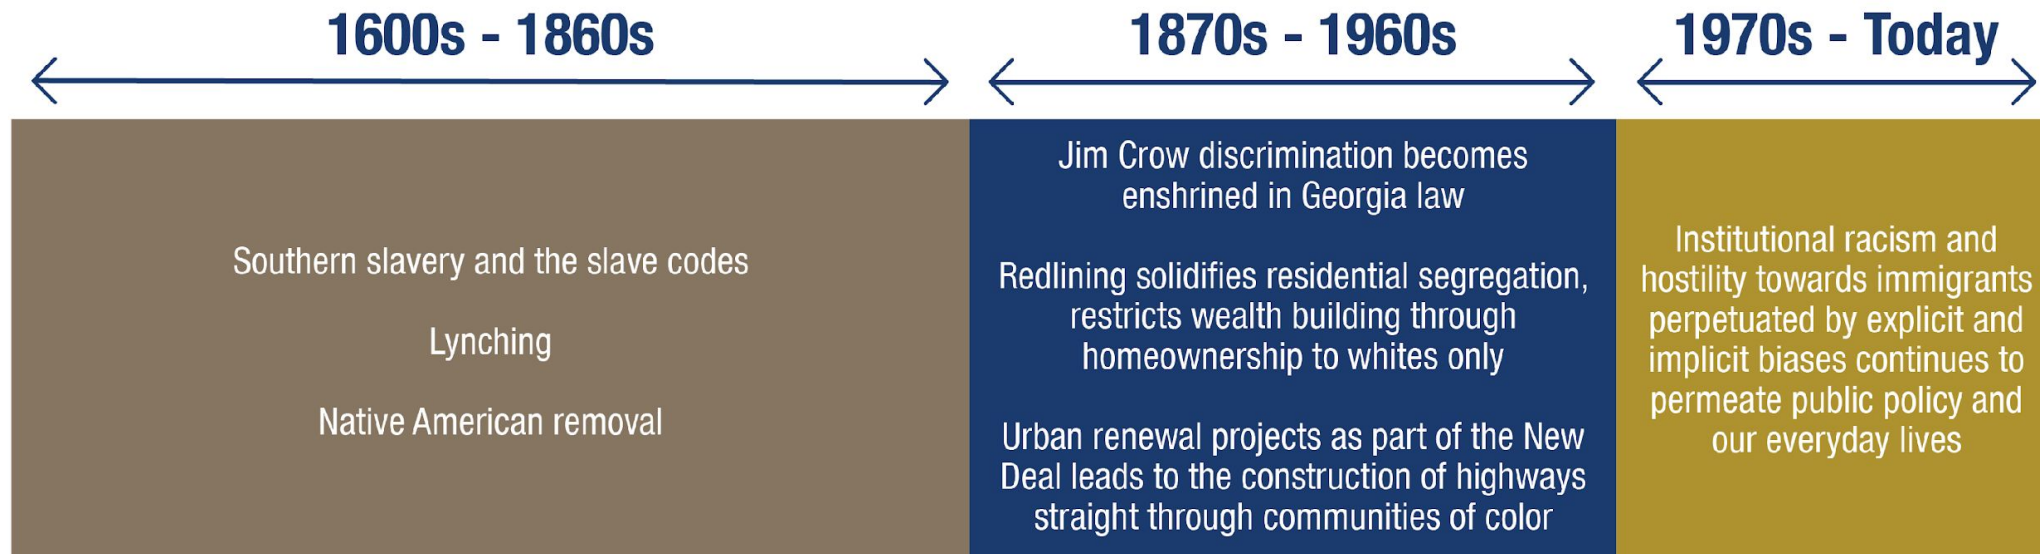 1600s - 1860s
Southern slavery and the slave codes
Lynching
Native American removal
1870s - 1960s
Jim Crow discrimination becomes
enshrined in Georgia law
Redlining solidifies residential segregation,
restricts wealth building through
homeownership to whites only
Urban renewal projects as part of the New
Deal leads to the construction of highways
straight through communities of color
1970s - Today
Institutional racism and
hostility towards immigrants
perpetuated by explicit and
implicit biases continues to
permeate public policy and
our everyday lives